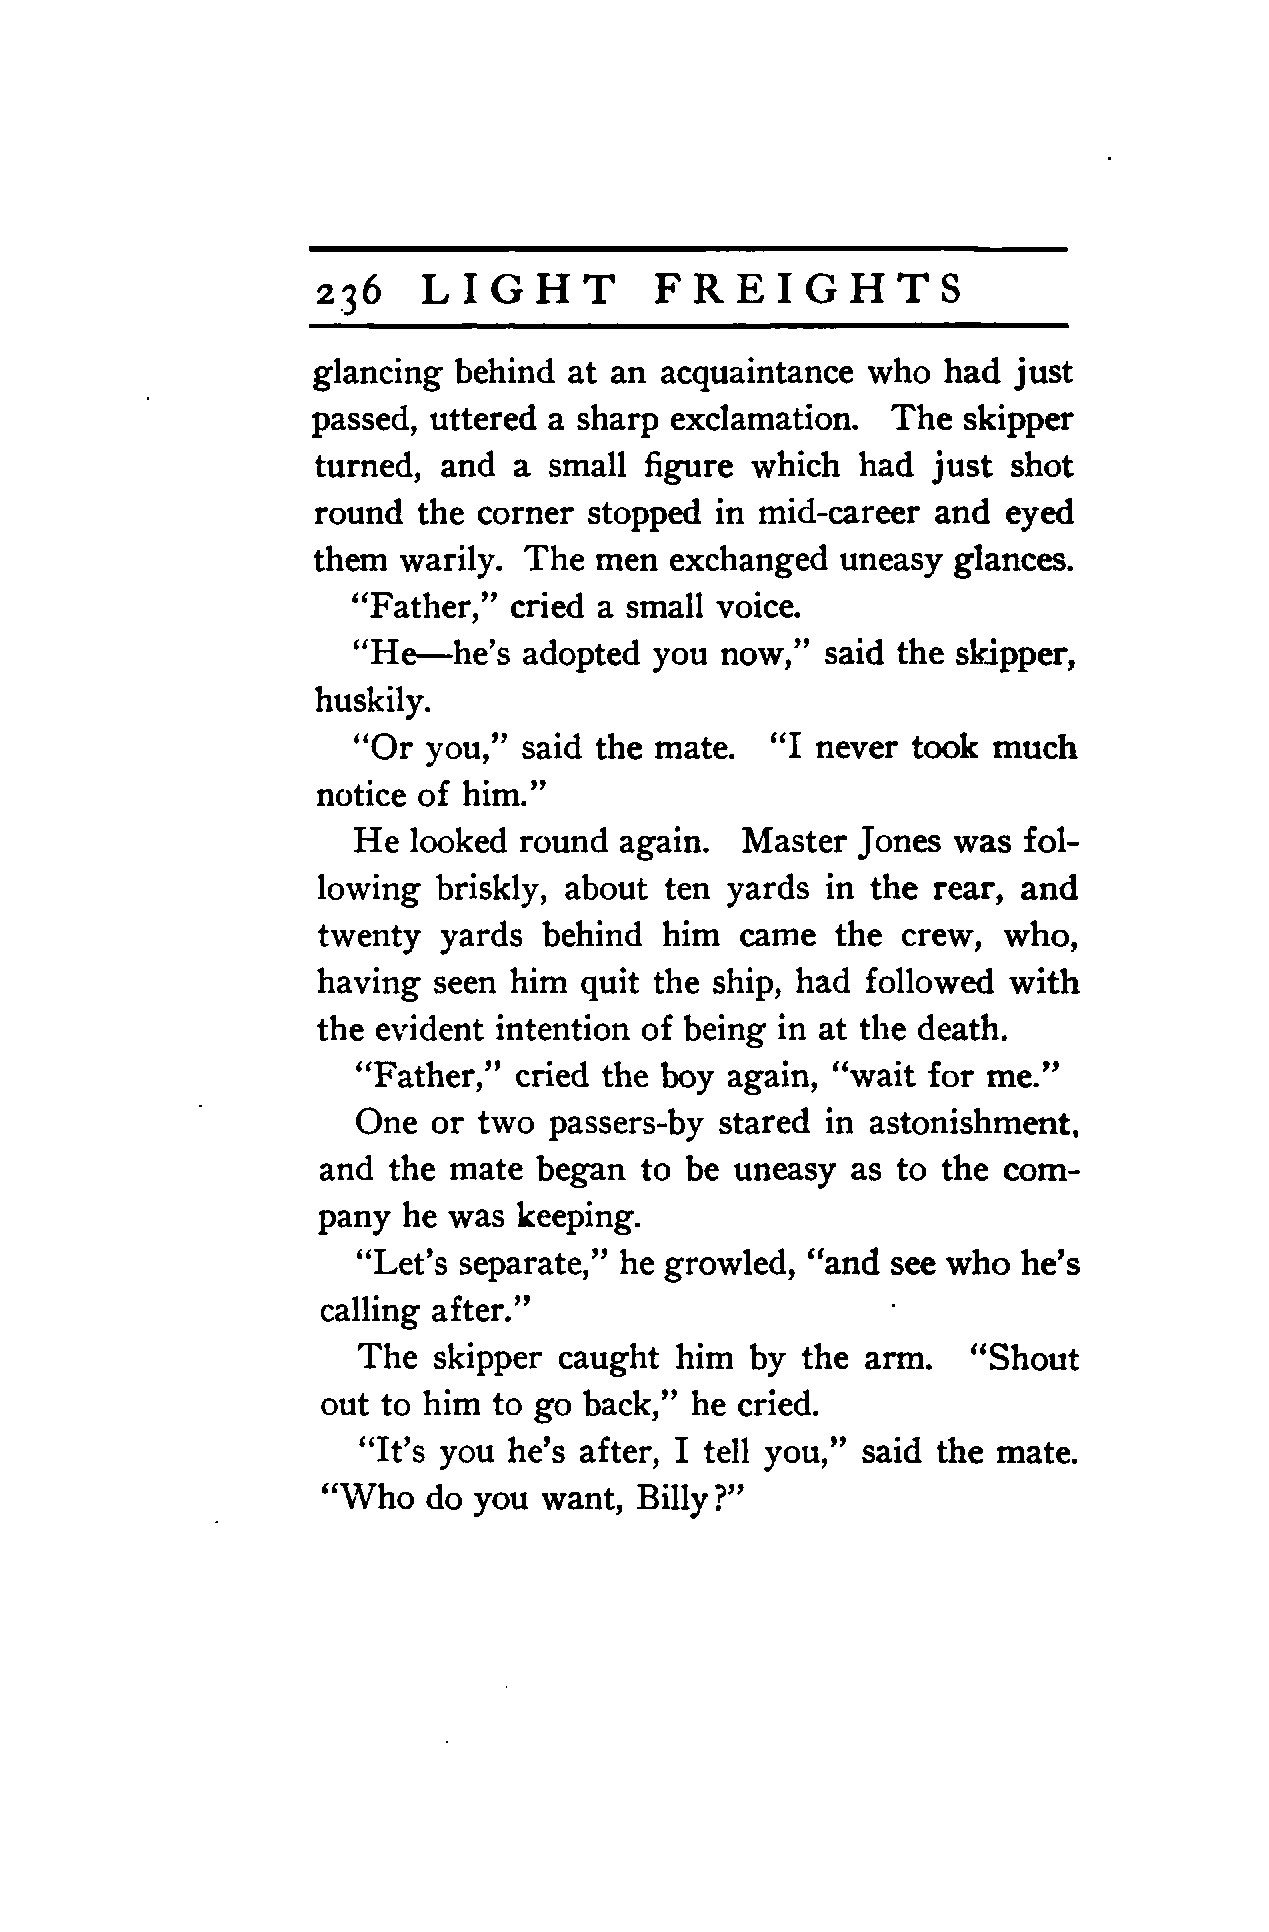 236 LIGHT FREIGHTS
glancing behind at an acquaintance who had just
passed, uttered a sharp exclamation. The skipper
turned, and a small figure which had just shot
round the corner stopped in mid-career and eyed
them warily. The men exchanged uneasy glances.
“Father,” cried a small voice.
“He—he’s adopted you now,” said the skipper,
huskily.
“Or you,” said the mate. “I never took much
notice of him.”
He looked round again. Master Jones was fol-
lowing briskly, about ten yards in the rear, and
twenty yards behind him came the crew, who,
having seen him quit the ship, had followed with
the evident intention of being in at the death.
“Father,” cried the boy again, “wait for me.”
One or two passers-by stared in astonishment,
and the mate began to be uneasy as to the com-
pany he was keeping.
“Let’s separate,” he growled, “and see who he’s
calling after.”
The skipper caught him by the arm. “Shout
out to him to go back,” he cried.
“It’s you he’s after, I tell you,” said the mate.
“Who do you want, Billy?”